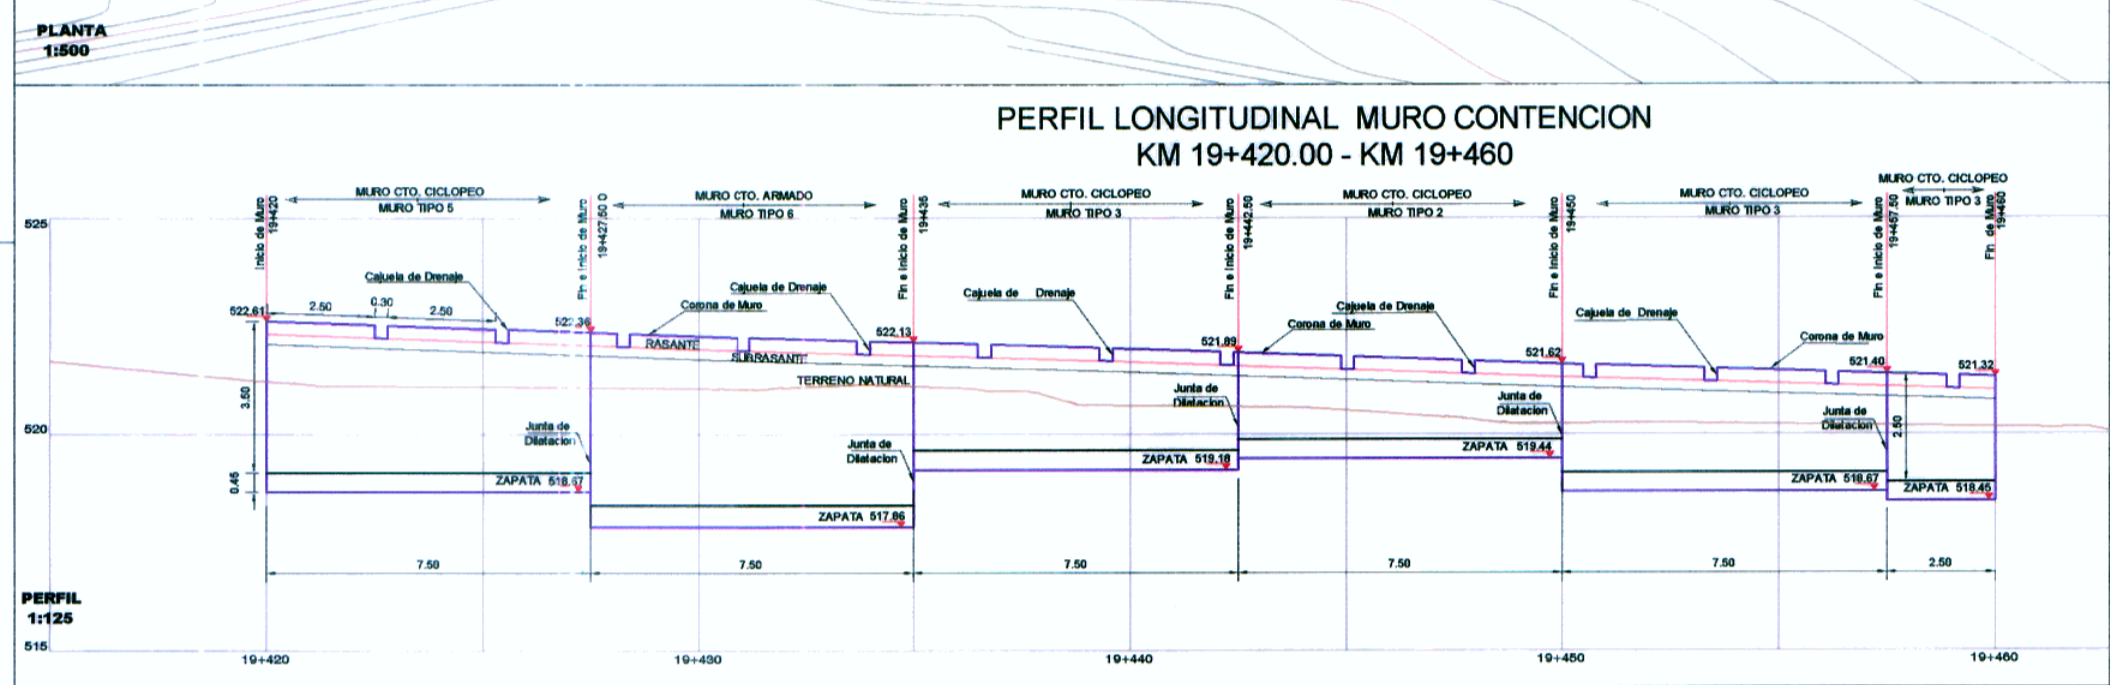 PLANTA
1:500
PERFIL LONGITUDINAL MURO CONTENCION
KM 19+420.00 - KM 19+460
MURO CTO. CICLOPEO
MURO TIPO 5
MURO CTO. ARMADO
MURO TIPO 6
MURO CTO. CICLOPEO
MURO TIPO 3
MURO CTO. CICLOPEO
MURO TIPO 2
MURO CTO. CICLOPEO
MURO TIPO 3
MURO CTO. CICLOPEO
MURO TIPO 3
525
520
515
Inicio de Muro
19+420
Fin e Inicio de Muro
19+427.50 0
Fin e Inicio de Muro
19+435
Fin e Inicio de Muro
19+442.50
Fin e Inicio de Muro
19+450
Fin e Inicio de Muro
19+457.50
Fin de Muro
19+460
Cajuela de Drenaje
Cajuela de Drenaje
Cajuela de Drenaje
Cajuela de Drenaje
Cajuela de Drenaje
Corona de Muro
Corona de Muro
Corona de Muro
2.50
0.30
2.50
522.61
522.36
522.13
521.89
521.62
521.40
521.32
RASANTE
SUBRASANTE
TERRENO NATURAL
3.50
0.45
2.50
Junta de
Dilatacion
Junta de
Dilatacion
Junta de
Dilatacion
Junta de
Dilatacion
Junta de
Dilatacion
ZAPATA 518.67
ZAPATA 517.86
ZAPATA 519.18
ZAPATA 519.44
ZAPATA 518.67
ZAPATA 518.45
7.50
7.50
7.50
7.50
7.50
2.50
PERFIL
1:125
19+420
19+430
19+440
19+450
19+460